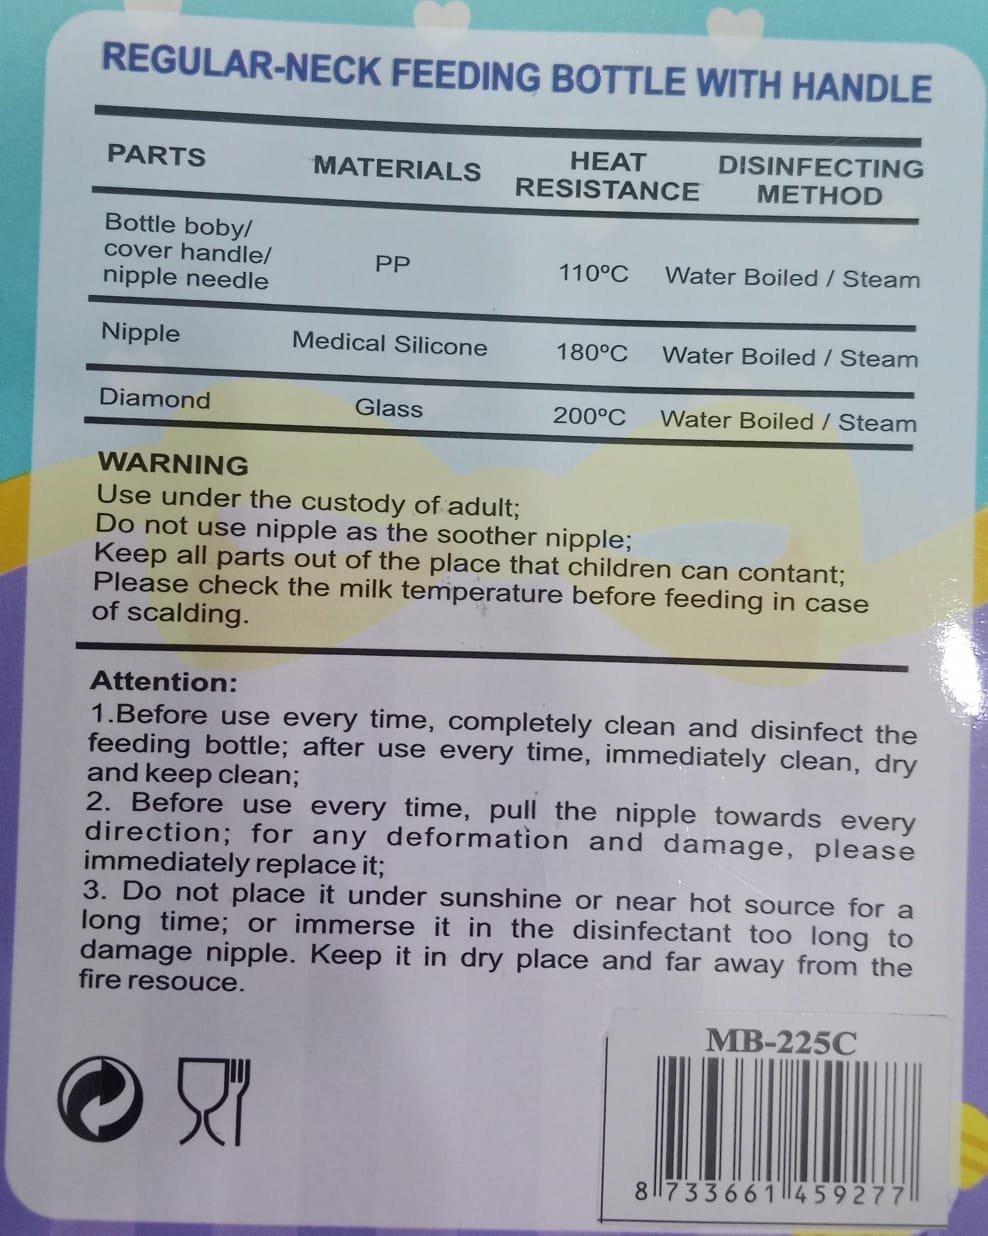 REGULAR-NECK FEEDING BOTTLE WITH HANDLE
PARTS MATERIALS HEAT RESISTANCE DISINFECTING METHOD
Bottle boby/
cover handle/
nipple needle PP 110ºC Water Boiled / Steam
Nipple Medical Silicone 180ºC Water Boiled / Steam
Diamond Glass 200ºC Water Boiled / Steam
WARNING
Use under the custody of adult;
Do not use nipple as the soother nipple;
Keep all parts out of the place that children can contant;
Please check the milk temperature before feeding in case
of scalding.
Attention:
1.Before use every time, completely clean and disinfect the
feeding bottle; after use every time, immediately clean, dry
and keep clean;
2. Before use every time, pull the nipple towards every
direction; for any deformation and damage, please
immediately replace it;
3. Do not place it under sunshine or near hot source for a
long time; or immerse it in the disinfectant too long to
damage nipple. Keep it in dry place and far away from the
fire resouce.
MB-225C
8 733661 459277